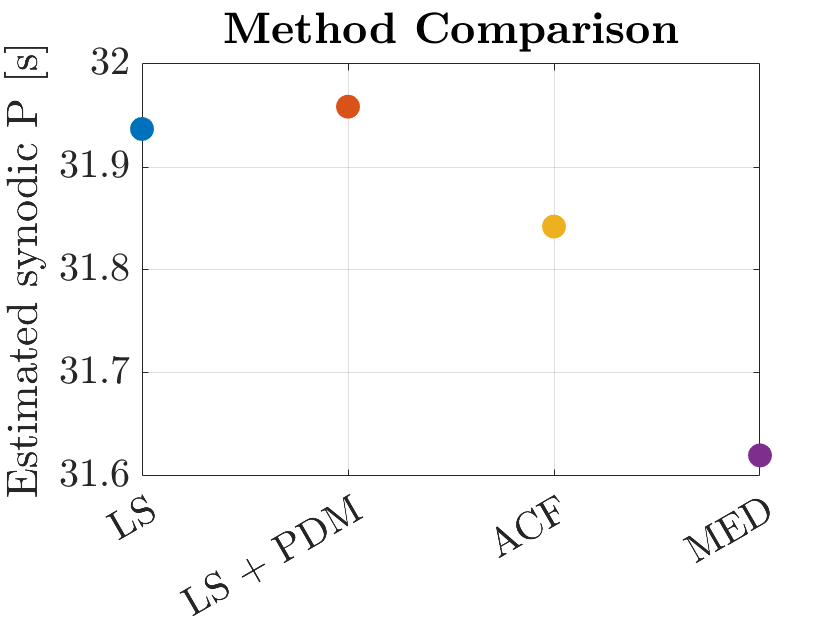 Method Comparison
Estimated synodic P [s]
32
31.9
31.8
31.7
31.6
LS
LS + PDM
ACF
MED